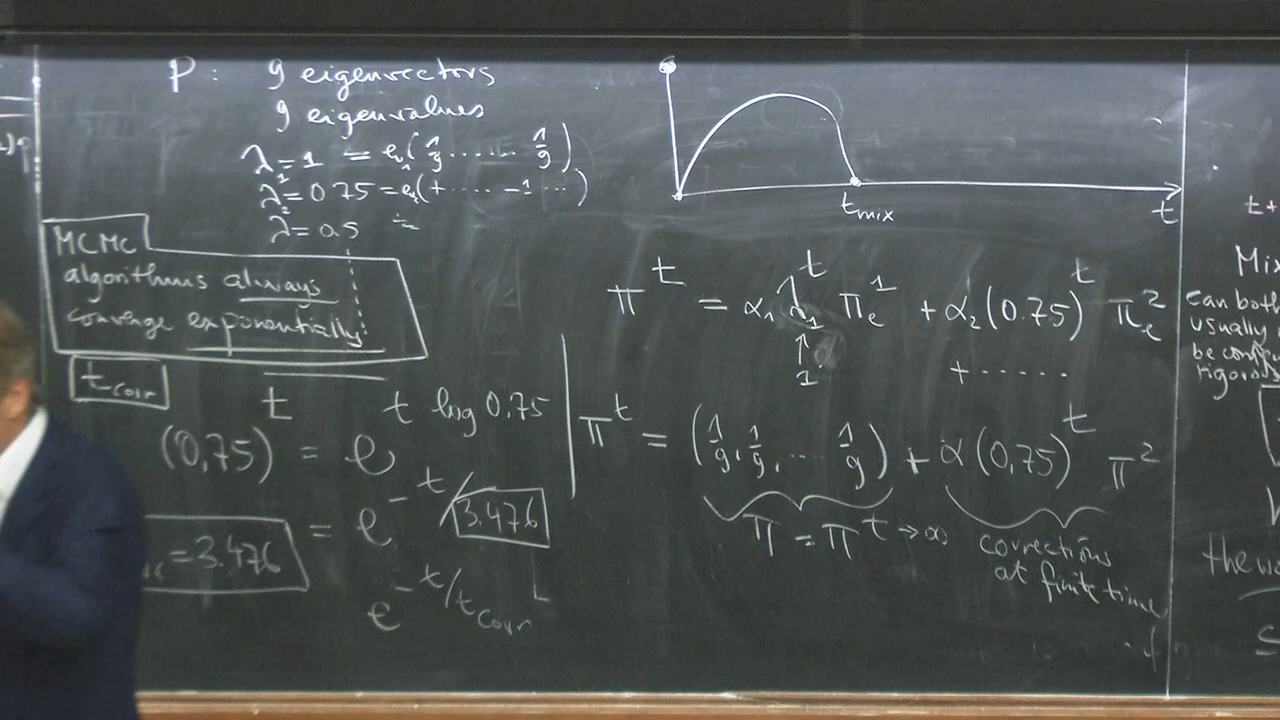 P : 9 eigenvectors
9 eigenvalues
λ₁ = 1 = e₁(1/9 ...... 1/9)
λ₂ = 0.75 = e₂(+ ..... -1 ...)
λ = 0.5
MCMC
algorithms always
converge exponentially
t_corr
(0,75)^t = e^{t log 0.75}
= e^{-t/3.476}
=3.476
e^{-t/t_corr}
t_mix
t
π^t = α₁ λ₁^t π_e^1 + α₂(0.75)^t π_e^2
↑
1
+ ......
π^t = (1/9, 1/9, ... 1/9) + α(0,75)^t π^2
π = π^{t→∞}
corrections
at finite time
t+
Mix
can both
usually
be
rigoro
the